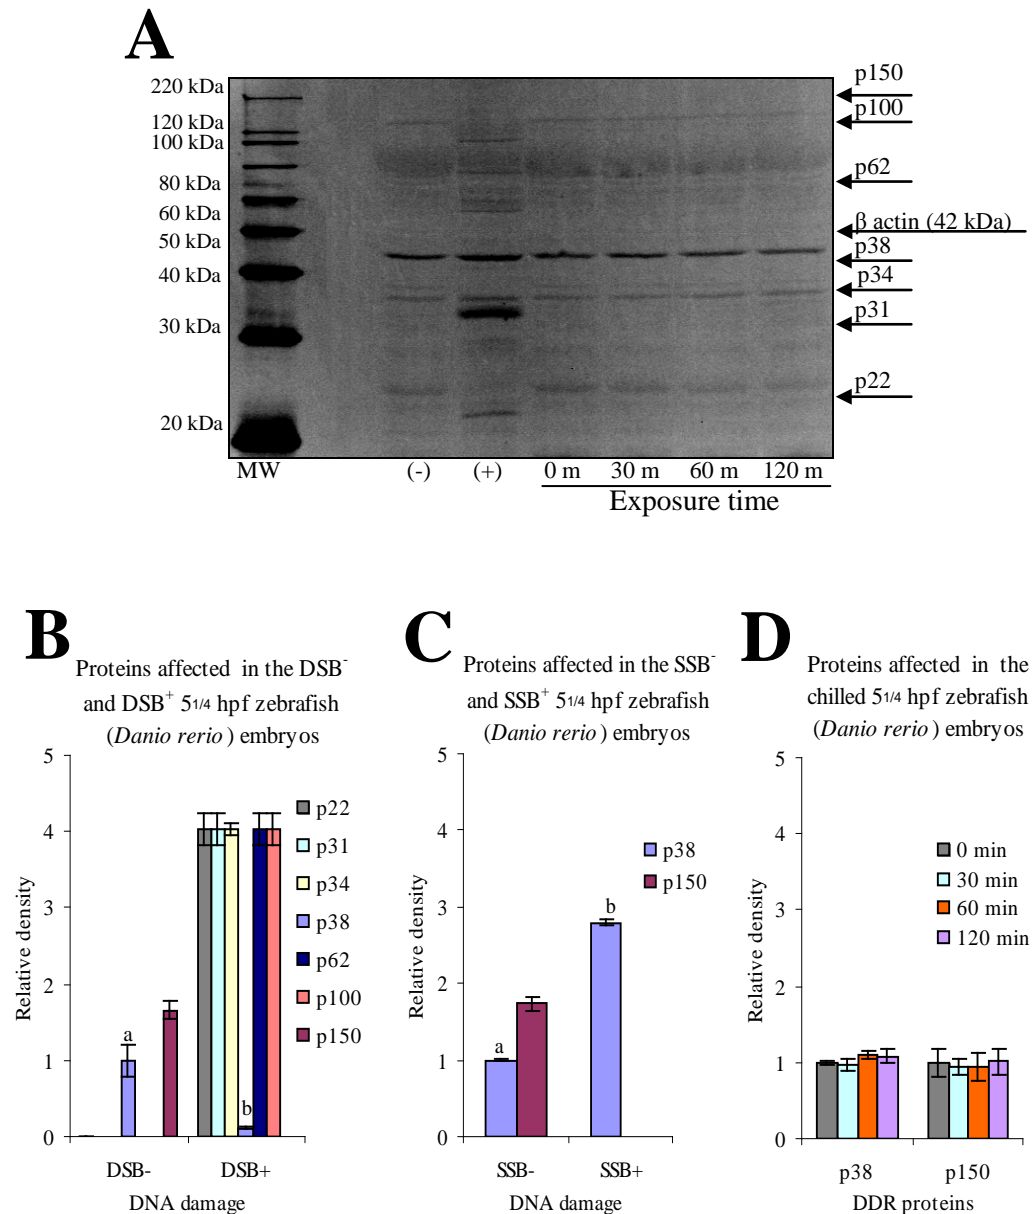 A
220 kDa
120 kDa
100 kDa
80 kDa
60 kDa
50 kDa
40 kDa
30 kDa
20 kDa
p150
p100
p62
β actin (42 kDa)
p38
p34
p31
p22
MW (-) (+) 0 m 30 m 60 m 120 m
Exposure time
B
Proteins affected in the DSB-
and DSB+ 51/4 hpf zebrafish
(Danio rerio) embryos
Relative density
5
4
3
2
1
0
a
b
p22
p31
p34
p38
p62
p100
p150
DSB- DSB+
DNA damage
C
Proteins affected in the SSB-
and SSB+ 51/4 hpf zebrafish
(Danio rerio) embryos
Relative density
5
4
3
2
1
0
a
b
p38
p150
SSB- SSB+
DNA damage
D
Proteins affected in the
chilled 51/4 hpf zebrafish
(Danio rerio) embryos
Relative density
5
4
3
2
1
0
0 min
30 min
60 min
120 min
p38 p150
DDR proteins